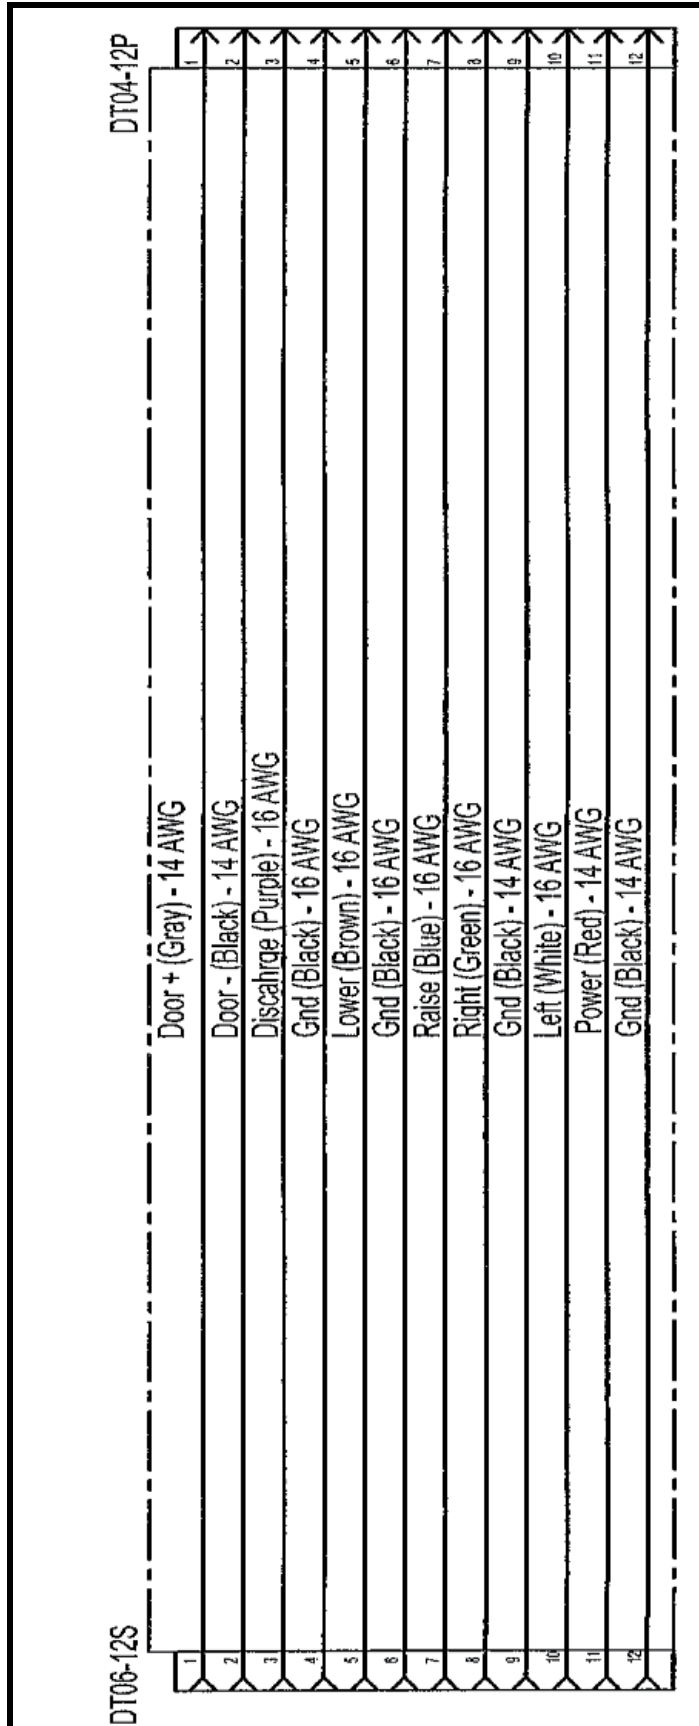 DT04-12P
1
2
3
4
5
6
7
8
9
10
11
12
Door + (Gray) - 14 AWG
Door - (Black) - 14 AWG
Discahrge (Purple) - 16 AWG
Gnd (Black) - 16 AWG
Lower (Brown) - 16 AWG
Gnd (Black) - 16 AWG
Raise (Blue) - 16 AWG
Right (Green) - 16 AWG
Gnd (Black) - 14 AWG
Left (White) - 16 AWG
Power (Red) - 14 AWG
Gnd (Black) - 14 AWG
DT06-12S
1
2
3
4
5
6
7
8
9
10
11
12